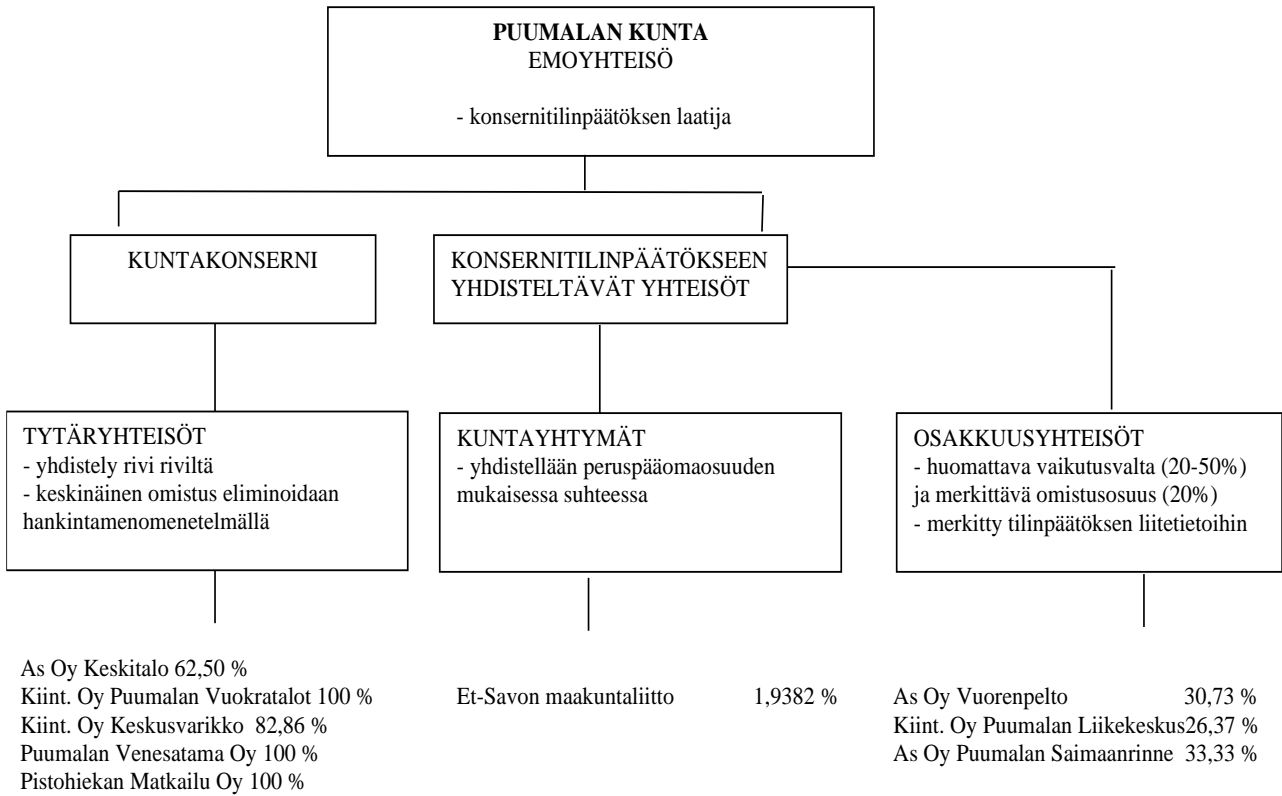 PUUMALAN KUNTA
EMOYHTEISÖ
- konsernitilinpäätöksen laatija
KUNTAKONSERNI
KONSERNITILINPÄÄTÖKSEEN
YHDISTELTÄVÄT YHTEISÖT
TYTÄRYHTEISÖT
- yhdistely rivi riviltä
- keskinäinen omistus eliminoidaan
hankintamenomenetelmällä
KUNTAYHTYMÄT
- yhdistellään peruspääomaosuuden
mukaisessa suhteessa
OSAKKUUSYHTEISÖT
- huomattava vaikutusvalta (20-50%)
ja merkittävä omistusosuus (20%)
- merkitty tilinpäätöksen liitetietoihin
As Oy Keskitalo 62,50 %
Kiint. Oy Puumalan Vuokratalot 100 %
Kiint. Oy Keskusvarikko 82,86 %
Puumalan Venesatama Oy 100 %
Pistohiekan Matkailu Oy 100 %
Et-Savon maakuntaliitto 1,9382 %
As Oy Vuorenpelto 30,73 %
Kiint. Oy Puumalan Liikekeskus26,37 %
As Oy Puumalan Saimaanrinne 33,33 %